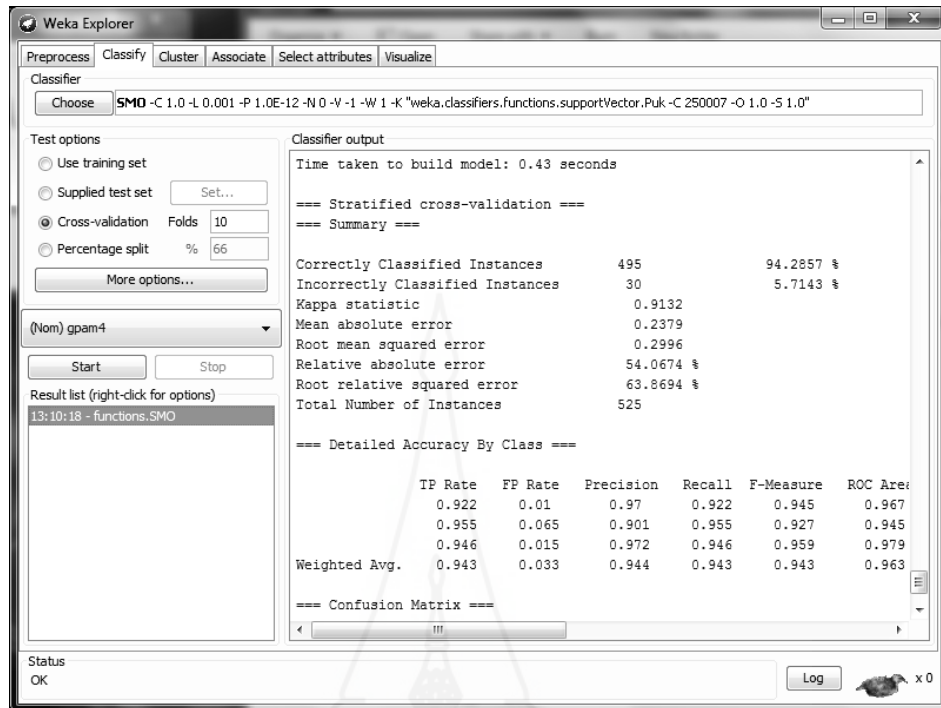 Weka Explorer
Preprocess Classify Cluster Associate Select attributes Visualize
Classifier
Choose SMO -C 1.0 -L 0.001 -P 1.0E-12 -N 0 -V -1 -W 1 -K "weka.classifiers.functions.supportVector.Puk -C 250007 -O 1.0 -S 1.0"
Test options
Use training set
Supplied test set Set...
Cross-validation Folds 10
Percentage split % 66
More options...
(Nom) gpam4
Start Stop
Result list (right-click for options)
13:10:18 - functions.SMO
Classifier output
Time taken to build model: 0.43 seconds
=== Stratified cross-validation ===
=== Summary ===
Correctly Classified Instances 495 94.2857 %
Incorrectly Classified Instances 30 5.7143 %
Kappa statistic 0.9132
Mean absolute error 0.2379
Root mean squared error 0.2996
Relative absolute error 54.0674 %
Root relative squared error 63.8694 %
Total Number of Instances 525
=== Detailed Accuracy By Class ===
TP Rate FP Rate Precision Recall F-Measure ROC Area
0.922 0.01 0.97 0.922 0.945 0.967
0.955 0.065 0.901 0.955 0.927 0.945
0.946 0.015 0.972 0.946 0.959 0.979
Weighted Avg. 0.943 0.033 0.944 0.943 0.943 0.963
=== Confusion Matrix ===
Status
OK
Log x 0